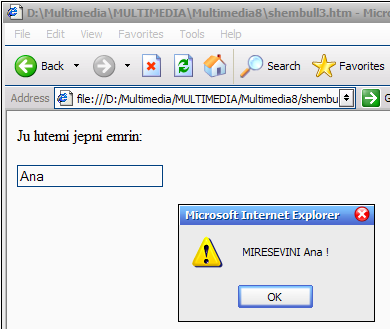 D:\Multimedia\MULTIMEDIA\Multimedia8\shembull3.htm - Micro
File Edit View Favorites Tools Help
Back Search Favorites
Address file:///D:/Multimedia/MULTIMEDIA/Multimedia8/shembu
Ju lutemi jepni emrin:
Ana
Microsoft Internet Explorer
MIRESEVINI Ana !
OK